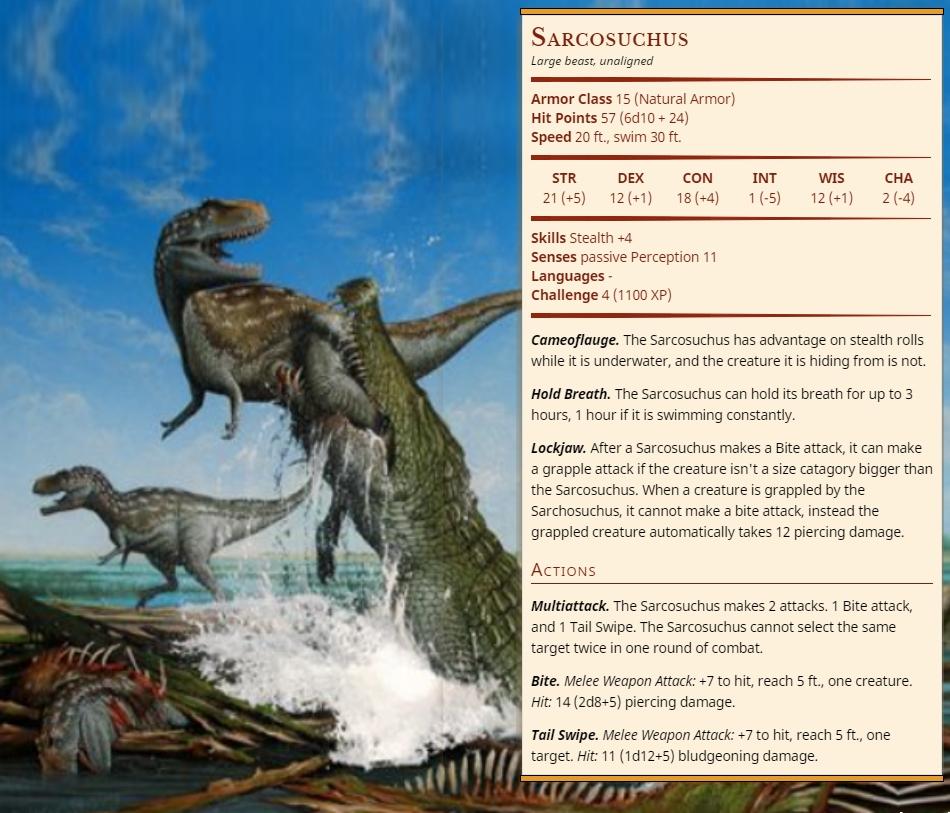 Sarcosuchus
Large beast, unaligned
Armor Class 15 (Natural Armor)
Hit Points 57 (6d10 + 24)
Speed 20 ft., swim 30 ft.
STR DEX CON INT WIS CHA
21 (+5) 12 (+1) 18 (+4) 1 (-5) 12 (+1) 2 (-4)
Skills Stealth +4
Senses passive Perception 11
Languages -
Challenge 4 (1100 XP)
Cameoflauge. The Sarcosuchus has advantage on stealth rolls
while it is underwater, and the creature it is hiding from is not.
Hold Breath. The Sarcosuchus can hold its breath for up to 3
hours, 1 hour if it is swimming constantly.
Lockjaw. After a Sarcosuchus makes a Bite attack, it can make
a grapple attack if the creature isn't a size catagory bigger than
the Sarcosuchus. When a creature is grappled by the
Sarchosuchus, it cannot make a bite attack, instead the
grappled creature automatically takes 12 piercing damage.
Actions
Multiattack. The Sarcosuchus makes 2 attacks. 1 Bite attack,
and 1 Tail Swipe. The Sarcosuchus cannot select the same
target twice in one round of combat.
Bite. Melee Weapon Attack: +7 to hit, reach 5 ft., one creature.
Hit: 14 (2d8+5) piercing damage.
Tail Swipe. Melee Weapon Attack: +7 to hit, reach 5 ft., one
target. Hit: 11 (1d12+5) bludgeoning damage.